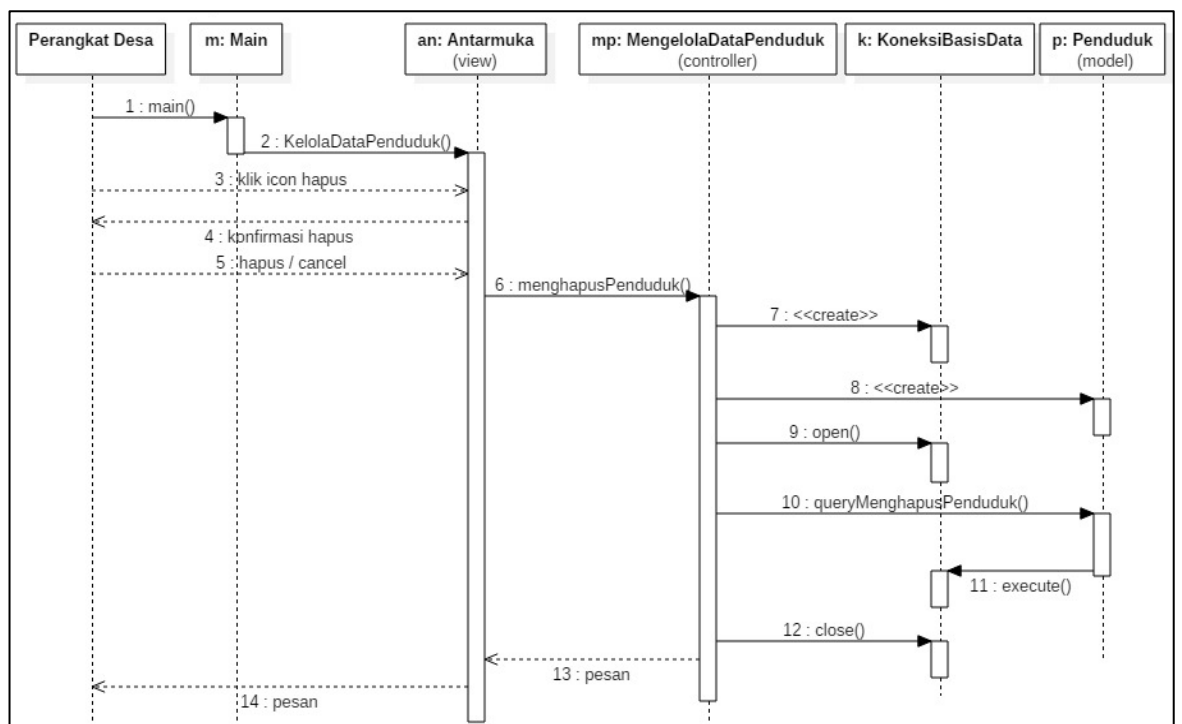 Perangkat Desa
m: Main
an: Antarmuka
(view)
mp: MengelolaDataPenduduk
(controller)
k: KoneksiBasisData
p: Penduduk
(model)
1 : main()
2 : KelolaDataPenduduk()
3 : klik icon hapus
4 : konfirmasi hapus
5 : hapus / cancel
6 : menghapusPenduduk()
7 : <<create>>
8 : <<create>>
9 : open()
10 : queryMenghapusPenduduk()
11 : execute()
12 : close()
13 : pesan
14 : pesan